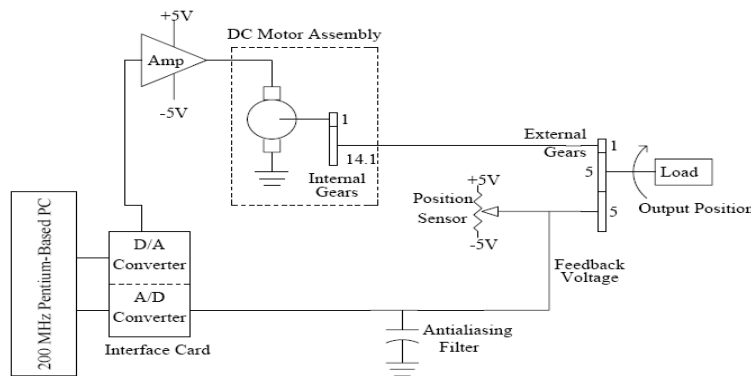 +5V
Amp
-5V
DC Motor Assembly
1
14.1
Internal
Gears
External
Gears
1
5
5
Load
Output Position
+5V
Position
Sensor
-5V
Feedback
Voltage
200 MHz Pentium-Based PC
D/A
Converter
A/D
Converter
Interface Card
Antialiasing
Filter